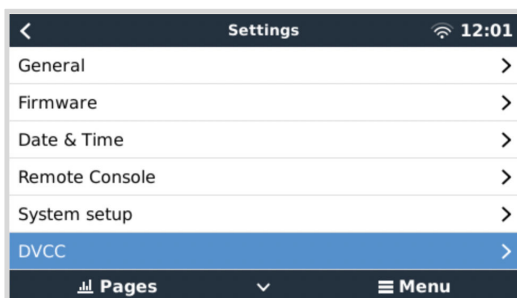 Settings 12:01
General
Firmware
Date & Time
Remote Console
System setup
DVCC
Pages Menu